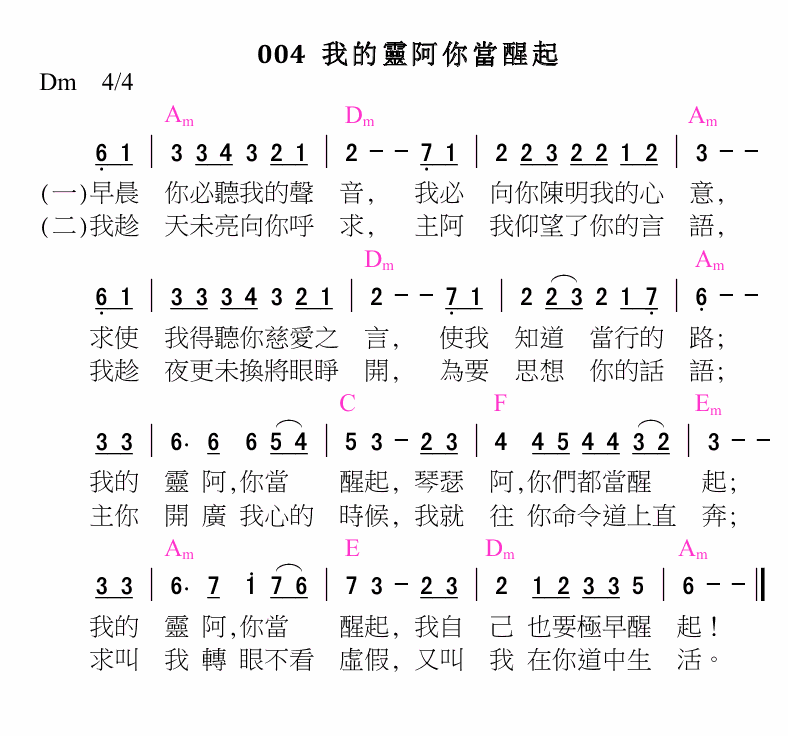 004 我的靈阿你當醒起
Dm 4/4
Am Dm Am
6 1 | 3 3 4 3 2 1 | 2 - - 7 1 | 2 2 3 2 2 1 2 | 3 - -
(一)早晨 你必聽我的聲 音, 我必 向你陳明我的心 意,
(二)我趁 天未亮向你呼 求, 主阿 我仰望了你的言 語,
Dm Am
6 1 | 3 3 3 4 3 2 1 | 2 - - 7 1 | 2 2 3 2 1 7 | 6 - -
求使 我得聽你慈愛之 言, 使我 知道 當行的 路;
我趁 夜更未換將眼睜 開, 為要 思想 你的話 語;
C F Em
3 3 | 6. 6 6 5 4 | 5 3 - 2 3 | 4 4 5 4 4 3 2 | 3 - -
我的 靈 阿,你當 醒起, 琴瑟 阿,你們都當醒 起;
主你 開 廣 我心的 時候, 我就 往 你命令道上直 奔;
Am E Dm Am
3 3 | 6. 7 i 7 6 | 7 3 - 2 3 | 2 1 2 3 3 5 | 6 - - ‖
我的 靈 阿,你當 醒起, 我自 己 也要極早醒 起!
求叫 我 轉 眼不看 虛假, 又叫 我 在你道中生 活。